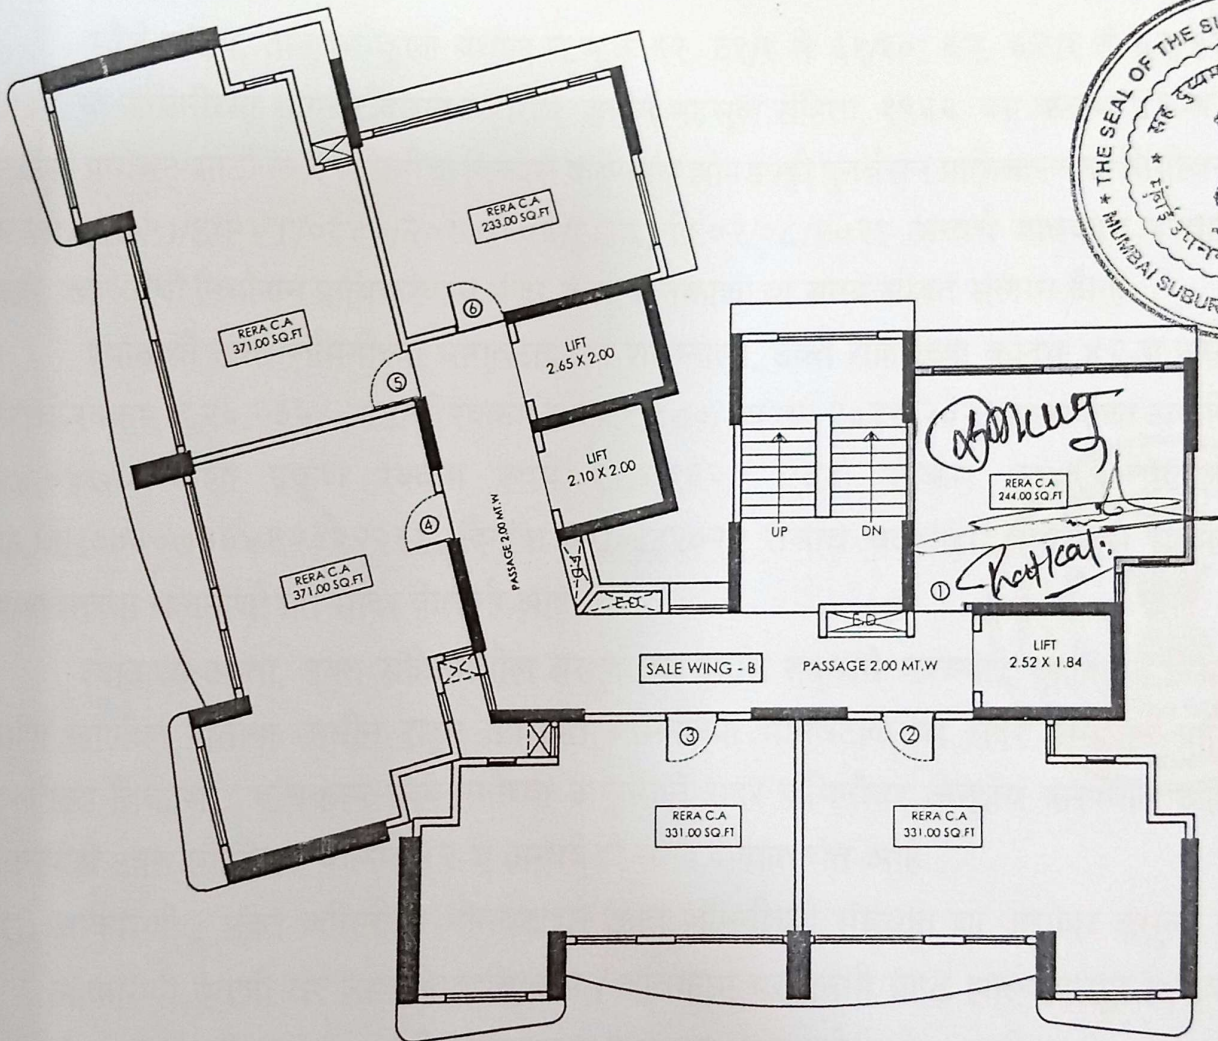 * THE SEAL OF THE SU
MUMBAI SUBUR
RERA C.A
233.00 SQ.FT
RERA C.A
371.00 SQ.FT
6
LIFT
2.65 X 2.00
5
LIFT
2.10 X 2.00
RERA C.A
244.00 SQ.FT
UP
DN
4
PASSAGE 2.00 MT.W
RERA C.A
371.00 SQ.FT
E.D
E.D
1
E.D
LIFT
2.52 X 1.84
SALE WING - B
PASSAGE 2.00 MT.W
3
2
RERA C.A
331.00 SQ.FT
RERA C.A
331.00 SQ.FT